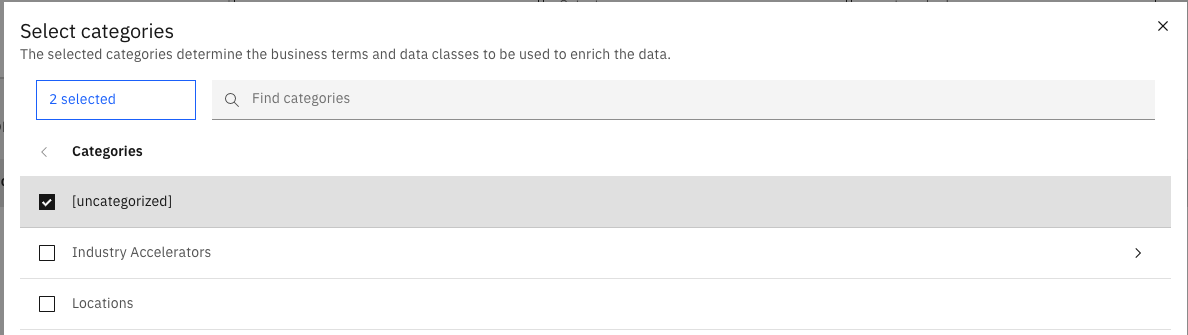 Select categories
The selected categories determine the business terms and data classes to be used to enrich the data.
2 selected
Find categories
Categories
[uncategorized]
Industry Accelerators
Locations